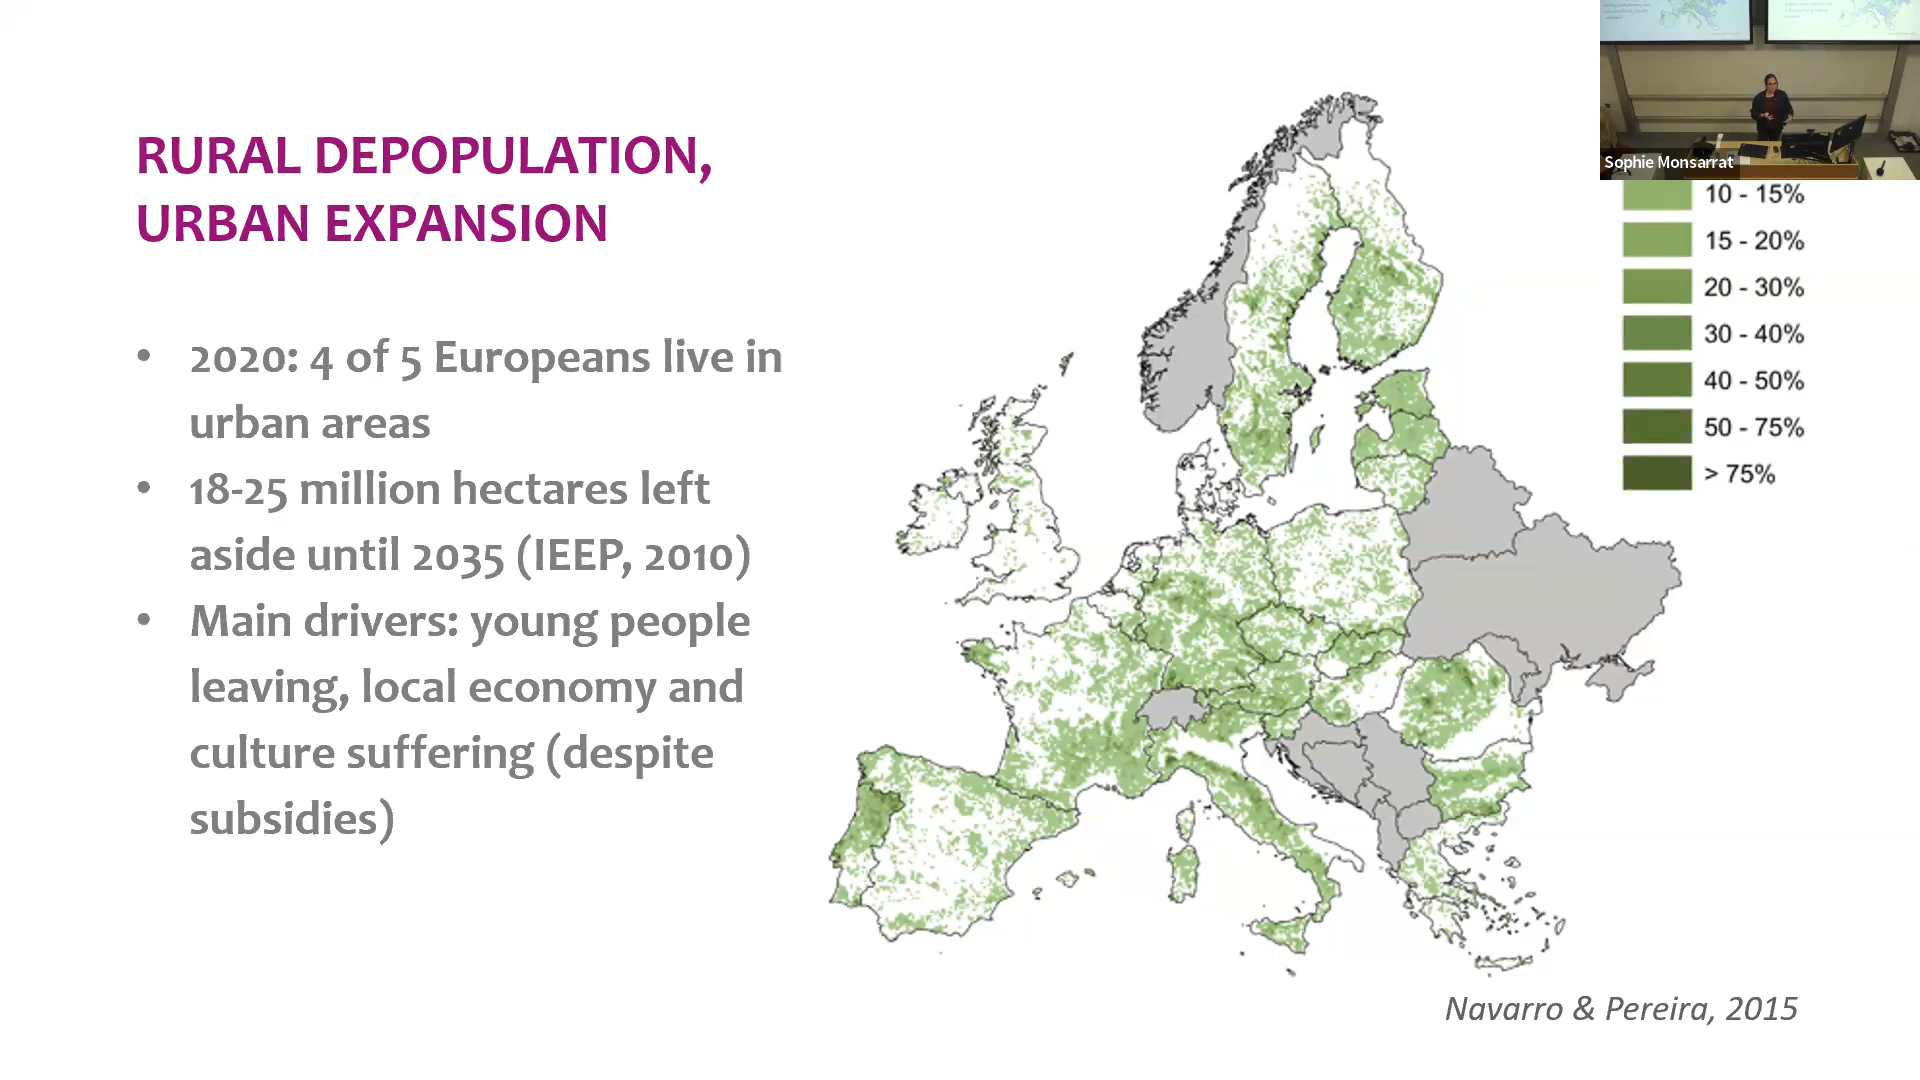 RURAL DEPOPULATION,
URBAN EXPANSION
• 2020: 4 of 5 Europeans live in
urban areas
• 18-25 million hectares left
aside until 2035 (IEEP, 2010)
• Main drivers: young people
leaving, local economy and
culture suffering (despite
subsidies)
Sophie Monsarrat
10 - 15%
15 - 20%
20 - 30%
30 - 40%
40 - 50%
50 - 75%
> 75%
Navarro & Pereira, 2015